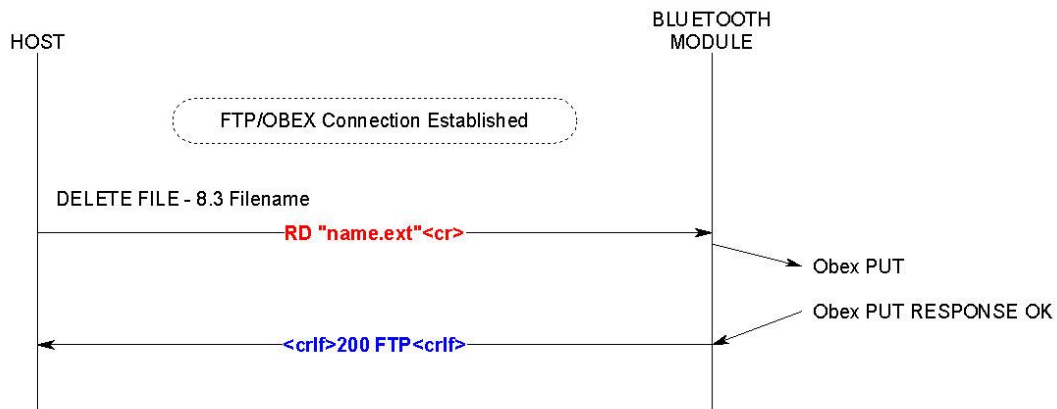 HOST
BLUETOOTH
MODULE
FTP/OBEX Connection Established
DELETE FILE - 8.3 Filename
RD "name.ext"<cr>
Obex PUT
Obex PUT RESPONSE OK
<crlf>200 FTP<crlf>